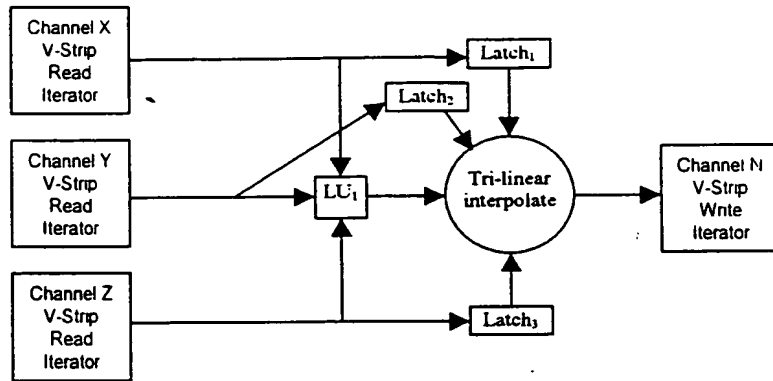 Channel X
V-Strip
Read
Iterator
Latch₁
Latch₂
Channel Y
V-Strip
Read
Iterator
LU₁
Tri-linear
interpolate
Channel N
V-Strip
Write
Iterator
Channel Z
V-Strip
Read
Iterator
Latch₃